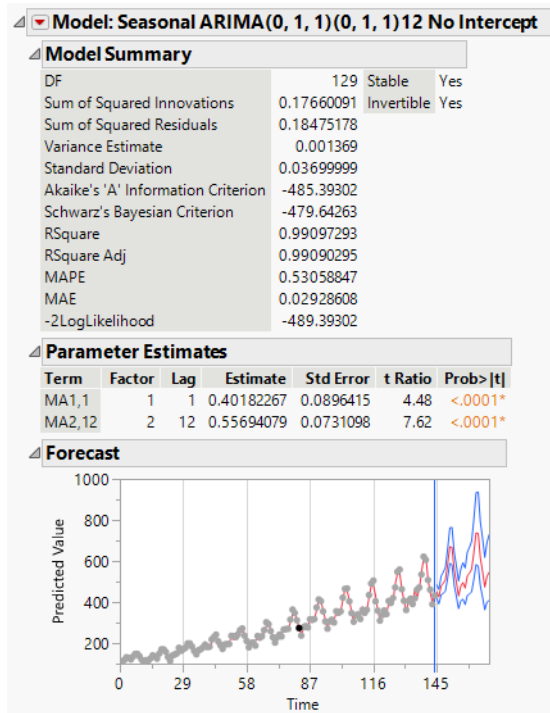 Model: Seasonal ARIMA(0, 1, 1)(0, 1, 1)12 No Intercept
Model Summary
DF 129 Stable Yes
Sum of Squared Innovations 0.17660091 Invertible Yes
Sum of Squared Residuals 0.18475178
Variance Estimate 0.001369
Standard Deviation 0.03699999
Akaike's 'A' Information Criterion -485.39302
Schwarz's Bayesian Criterion -479.64263
RSquare 0.99097293
RSquare Adj 0.99090295
MAPE 0.53058847
MAE 0.02928608
-2LogLikelihood -489.39302
Parameter Estimates
Term Factor Lag Estimate Std Error t Ratio Prob>|t|
MA1,1 1 1 0.40182267 0.0896415 4.48 <.0001*
MA2,12 2 12 0.55694079 0.0731098 7.62 <.0001*
Forecast
1000
800
600
400
200
Predicted Value
0 29 58 87 116 145
Time